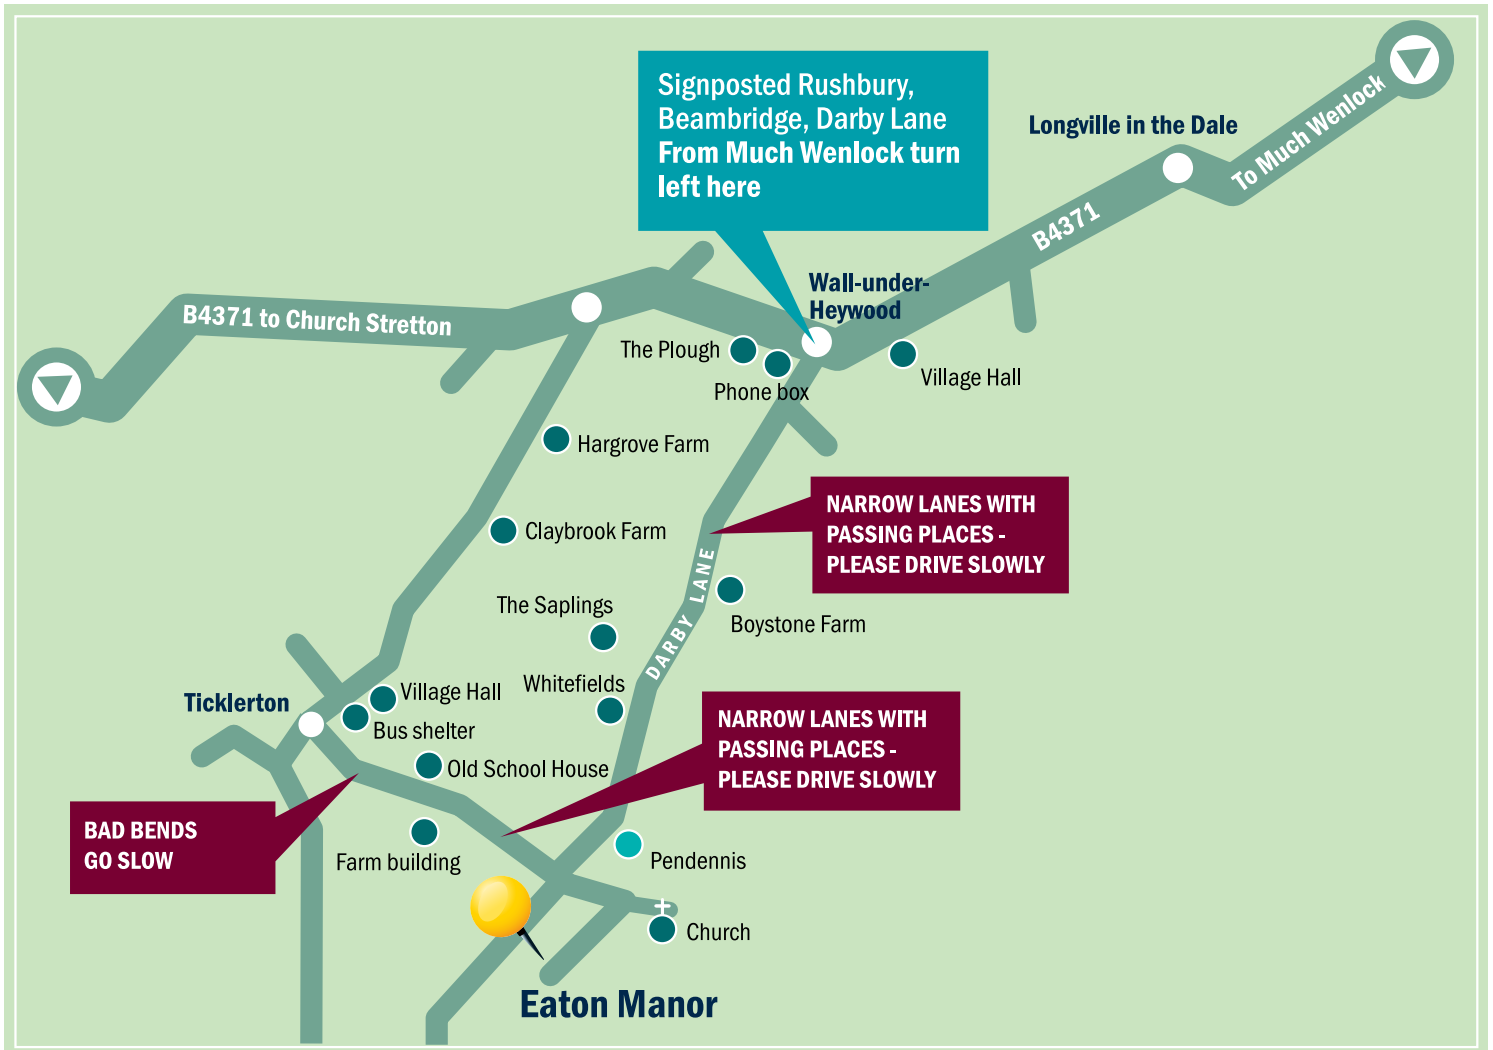 Signposted Rushbury,
Beambridge, Darby Lane
From Much Wenlock turn
left here
Longville in the Dale
To Much Wenlock
B4371
Wall-under-
Heywood
B4371 to Church Stretton
The Plough
Phone box
Village Hall
Hargrove Farm
NARROW LANES WITH
PASSING PLACES -
PLEASE DRIVE SLOWLY
Claybrook Farm
DARBY LANE
The Saplings
Boystone Farm
Whitefields
Ticklerton
Village Hall
Bus shelter
NARROW LANES WITH
PASSING PLACES -
PLEASE DRIVE SLOWLY
Old School House
BAD BENDS
GO SLOW
Farm building
Pendennis
Church
Eaton Manor